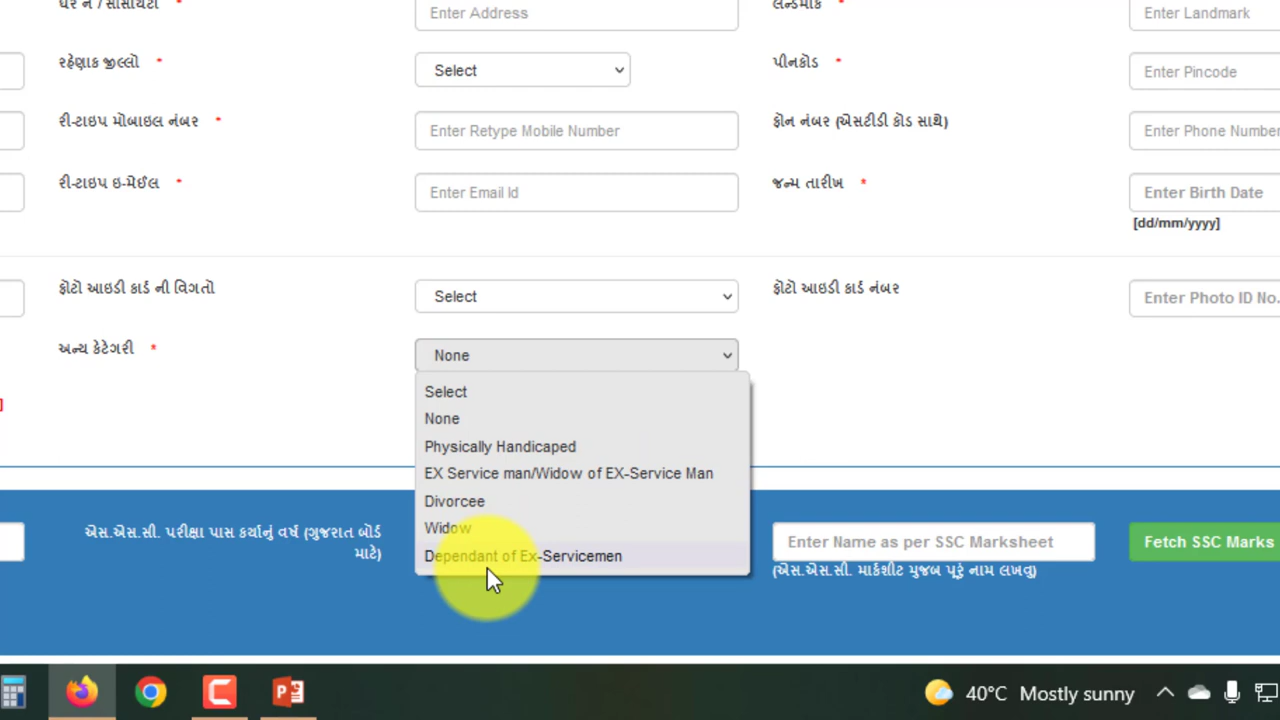 ઘર નં / સોસાયટી *
Enter Address
લેન્ડમાર્ક *
Enter Landmark
રહેણાક જીલ્લૉ *
Select
પીનકૉડ *
Enter Pincode
રી-ટાઇપ મૉબાઇલ નંબર *
Enter Retype Mobile Number
ફૉન નંબર (એસટીડી કૉડ સાથે)
Enter Phone Number
રી-ટાઇપ ઇ-મેઈલ *
Enter Email Id
જન્મ તારીખ *
Enter Birth Date
[dd/mm/yyyy]
ફૉટૉ આઇડી કાર્ડ ની વિગતૉ
Select
ફૉટૉ આઇડી કાર્ડ નંબર
Enter Photo ID No.
અન્ય કેટેગરી *
None
Select
None
Physically Handicaped
EX Service man/Widow of EX-Service Man
Divorcee
Widow
Dependant of Ex-Servicemen
]
એસ.એસ.સી. પરીક્ષા પાસ કર્યાનું વર્ષ (ગુજરાત બૉર્ડ
માટે)
Enter Name as per SSC Marksheet
Fetch SSC Marks
(એસ.એસ.સી. માર્કશીટ મુજબ પૂરૂં નામ લખવુ)
40°C Mostly sunny